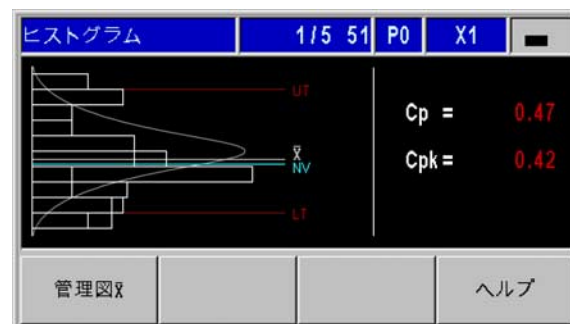 ヒストグラム 1/5 51 P0 X1
UT
Cp = 0.47
X̿
NV
Cpk = 0.42
LT
管理図X̿ ヘルプ